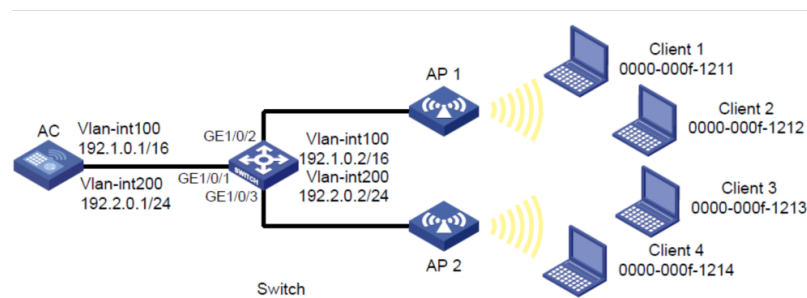 AC
Vlan-int100
192.1.0.1/16
Vlan-int200
192.2.0.1/24
GE1/0/2
GE1/0/1
GE1/0/3
SWITCH
Vlan-int100
192.1.0.2/16
Vlan-int200
192.2.0.2/24
Switch
AP 1
AP 2
Client 1
0000-000f-1211
Client 2
0000-000f-1212
Client 3
0000-000f-1213
Client 4
0000-000f-1214